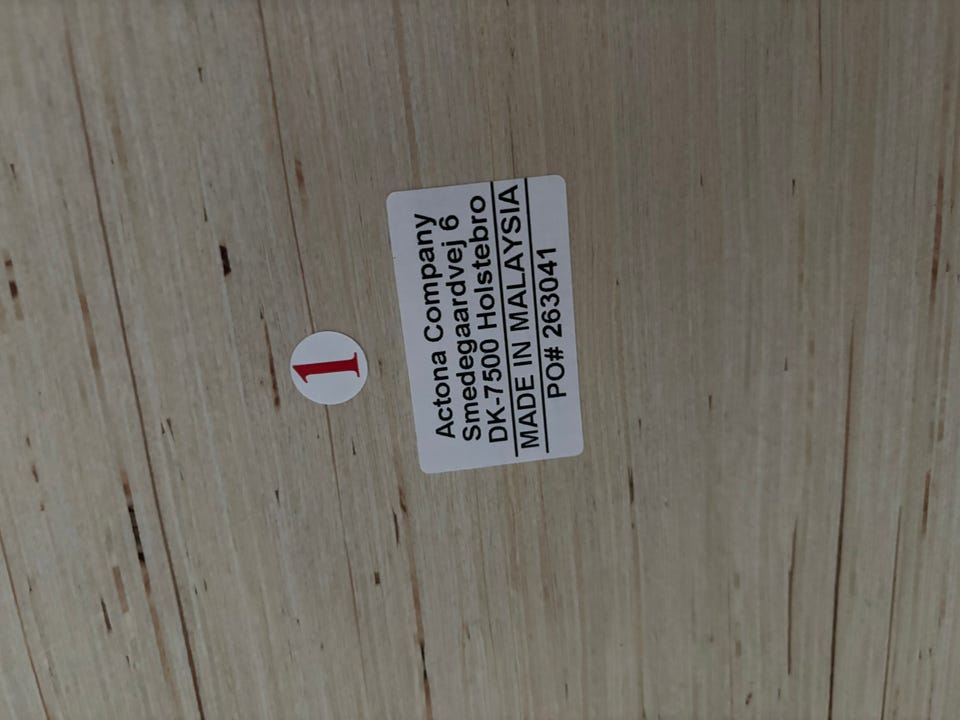 Actona Company
Smedegaardvej 6
DK-7500 Holstebro
MADE IN MALAYSIA
PO# 263041
1